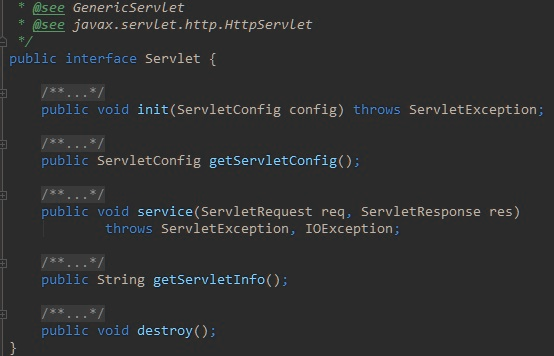 * @see GenericServlet
* @see javax.servlet.http.HttpServlet
*/
public interface Servlet {
/**...*/
public void init(ServletConfig config) throws ServletException;
/**...*/
public ServletConfig getServletConfig();
/**...*/
public void service(ServletRequest req, ServletResponse res)
throws ServletException, IOException;
/**...*/
public String getServletInfo();
/**...*/
public void destroy();
}